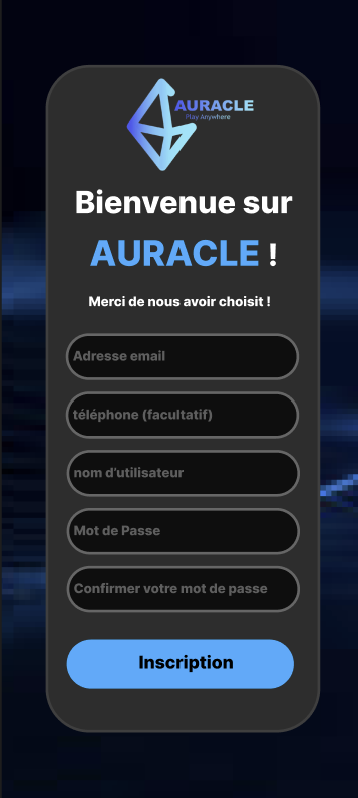 AURACLE
Play Anywhere
Bienvenue sur
AURACLE !
Merci de nous avoir choisit !
Adresse email
téléphone (facultatif)
nom d'utilisateur
Mot de Passe
Confirmer votre mot de passe
Inscription